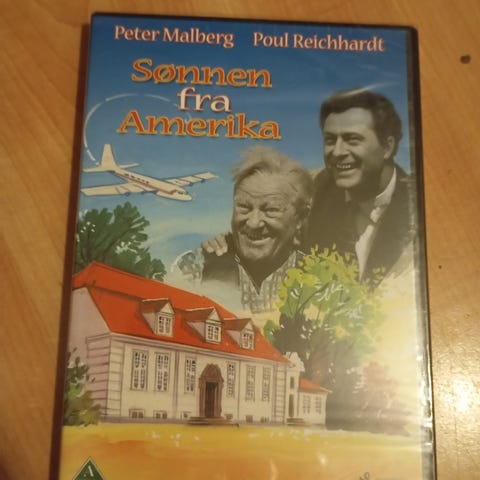 Peter Malberg Poul Reichhardt
Sønnen
fra
Amerika
A